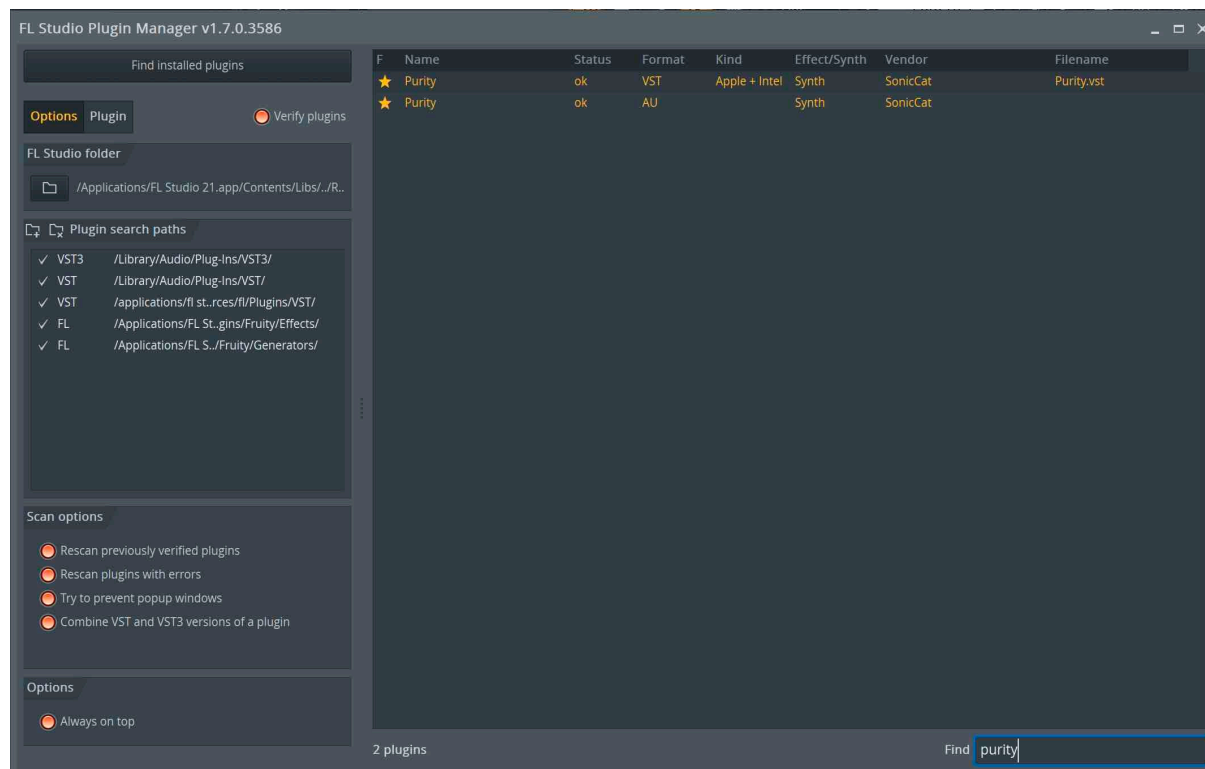 FL Studio Plugin Manager v1.7.0.3586
Find installed plugins
Options Plugin Verify plugins
FL Studio folder
/Applications/FL Studio 21.app/Contents/Libs/../R..
Plugin search paths
VST3 /Library/Audio/Plug-Ins/VST3/
VST /Library/Audio/Plug-Ins/VST/
VST /applications/fl st..rces/fl/Plugins/VST/
FL /Applications/FL St..gins/Fruity/Effects/
FL /Applications/FL S../Fruity/Generators/
Scan options
Rescan previously verified plugins
Rescan plugins with errors
Try to prevent popup windows
Combine VST and VST3 versions of a plugin
Options
Always on top
F Name Status Format Kind Effect/Synth Vendor Filename
Purity ok VST Apple + Intel Synth SonicCat Purity.vst
Purity ok AU Synth SonicCat
2 plugins Find purity